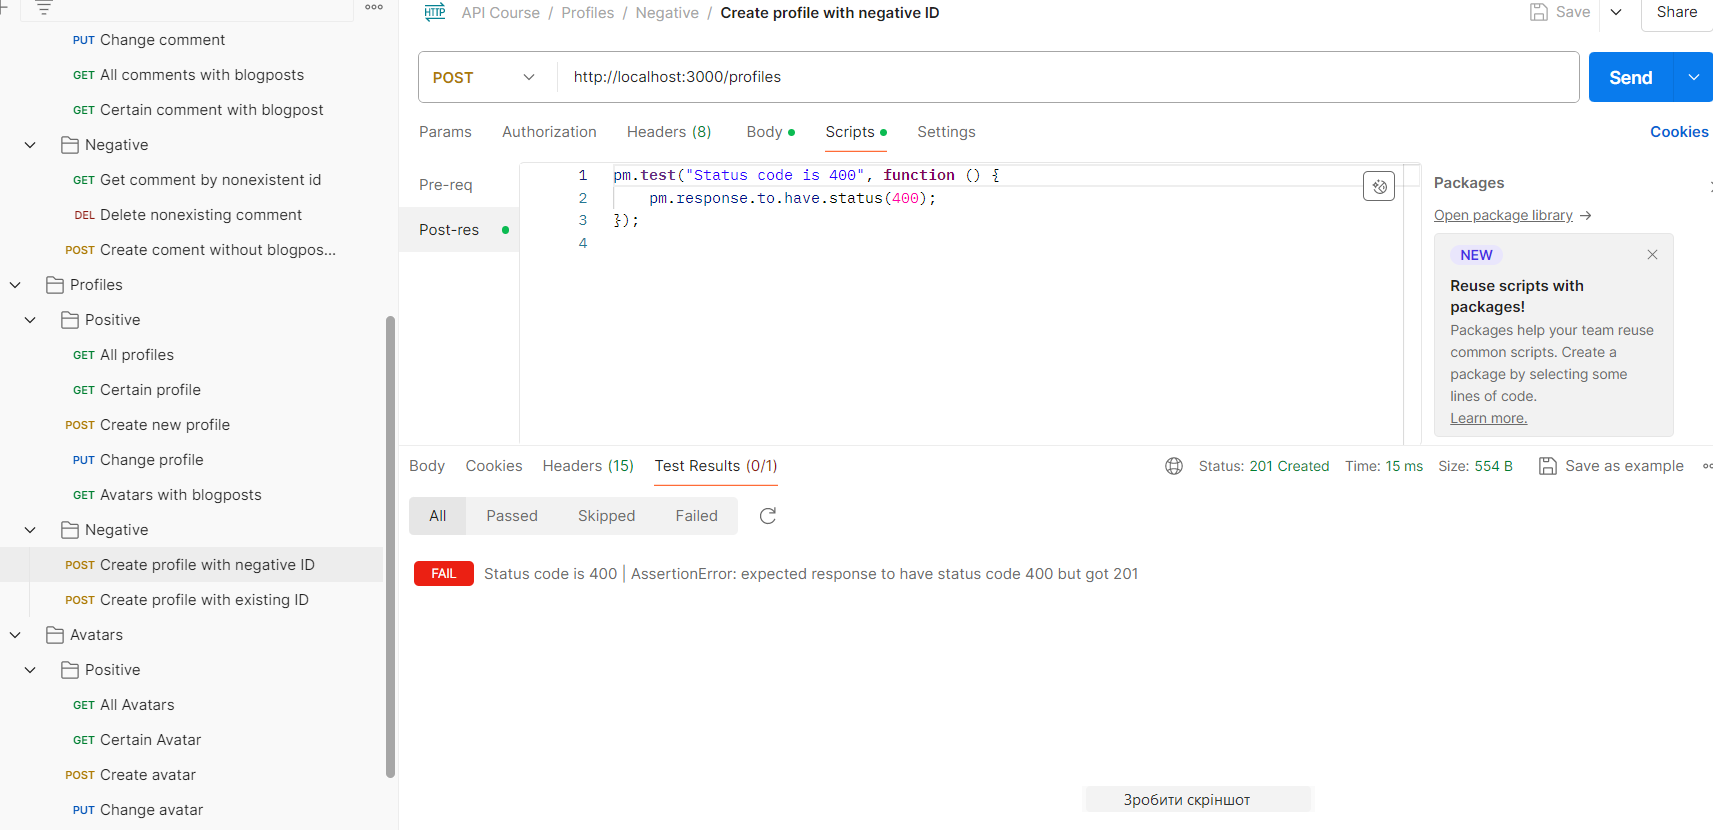 HTTP API Course / Profiles / Negative / Create profile with negative ID
Save
Share
PUT Change comment
GET All comments with blogposts
GET Certain comment with blogpost
Negative
GET Get comment by nonexistent id
DEL Delete nonexisting comment
POST Create coment without blogpos...
Profiles
Positive
GET All profiles
GET Certain profile
POST Create new profile
PUT Change profile
GET Avatars with blogposts
Negative
POST Create profile with negative ID
POST Create profile with existing ID
Avatars
Positive
GET All Avatars
GET Certain Avatar
POST Create avatar
PUT Change avatar
POST http://localhost:3000/profiles
Send
Params Authorization Headers (8) Body Scripts Settings
Cookies
Pre-req
Post-res
1 pm.test("Status code is 400", function () {
2 pm.response.to.have.status(400);
3 });
4
Packages
Open package library →
NEW
Reuse scripts with
packages!
Packages help your team reuse
common scripts. Create a
package by selecting some
lines of code.
Learn more.
Body Cookies Headers (15) Test Results (0/1)
Status: 201 Created Time: 15 ms Size: 554 B Save as example
All Passed Skipped Failed
FAIL Status code is 400 | AssertionError: expected response to have status code 400 but got 201
Зробити скріншот